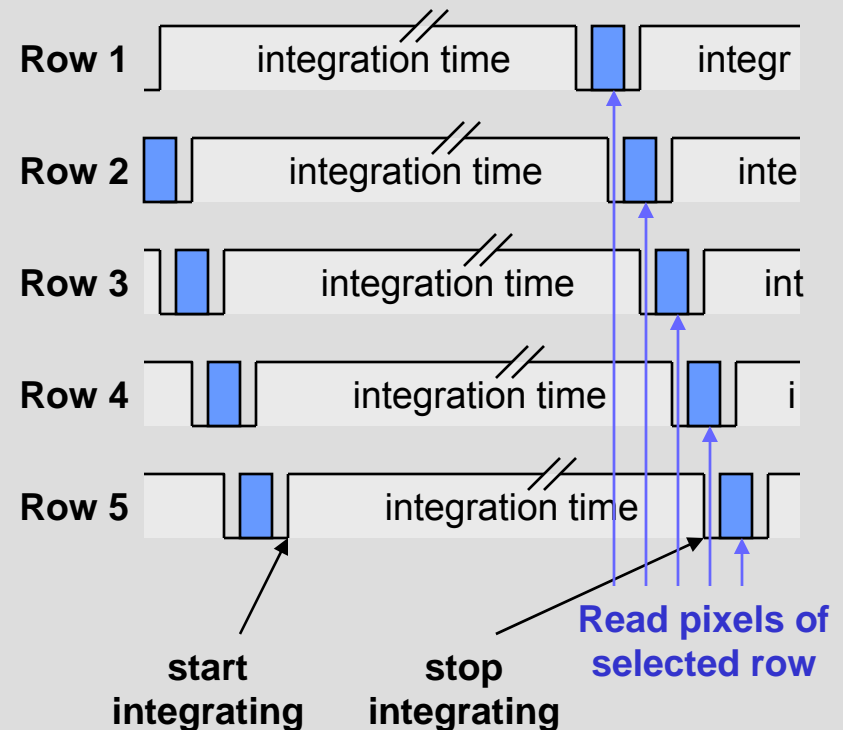 Row 1 integration time integr
Row 2 integration time inte
Row 3 integration time int
Row 4 integration time i
Row 5 integration time
start
integrating
stop
integrating
Read pixels of
selected row